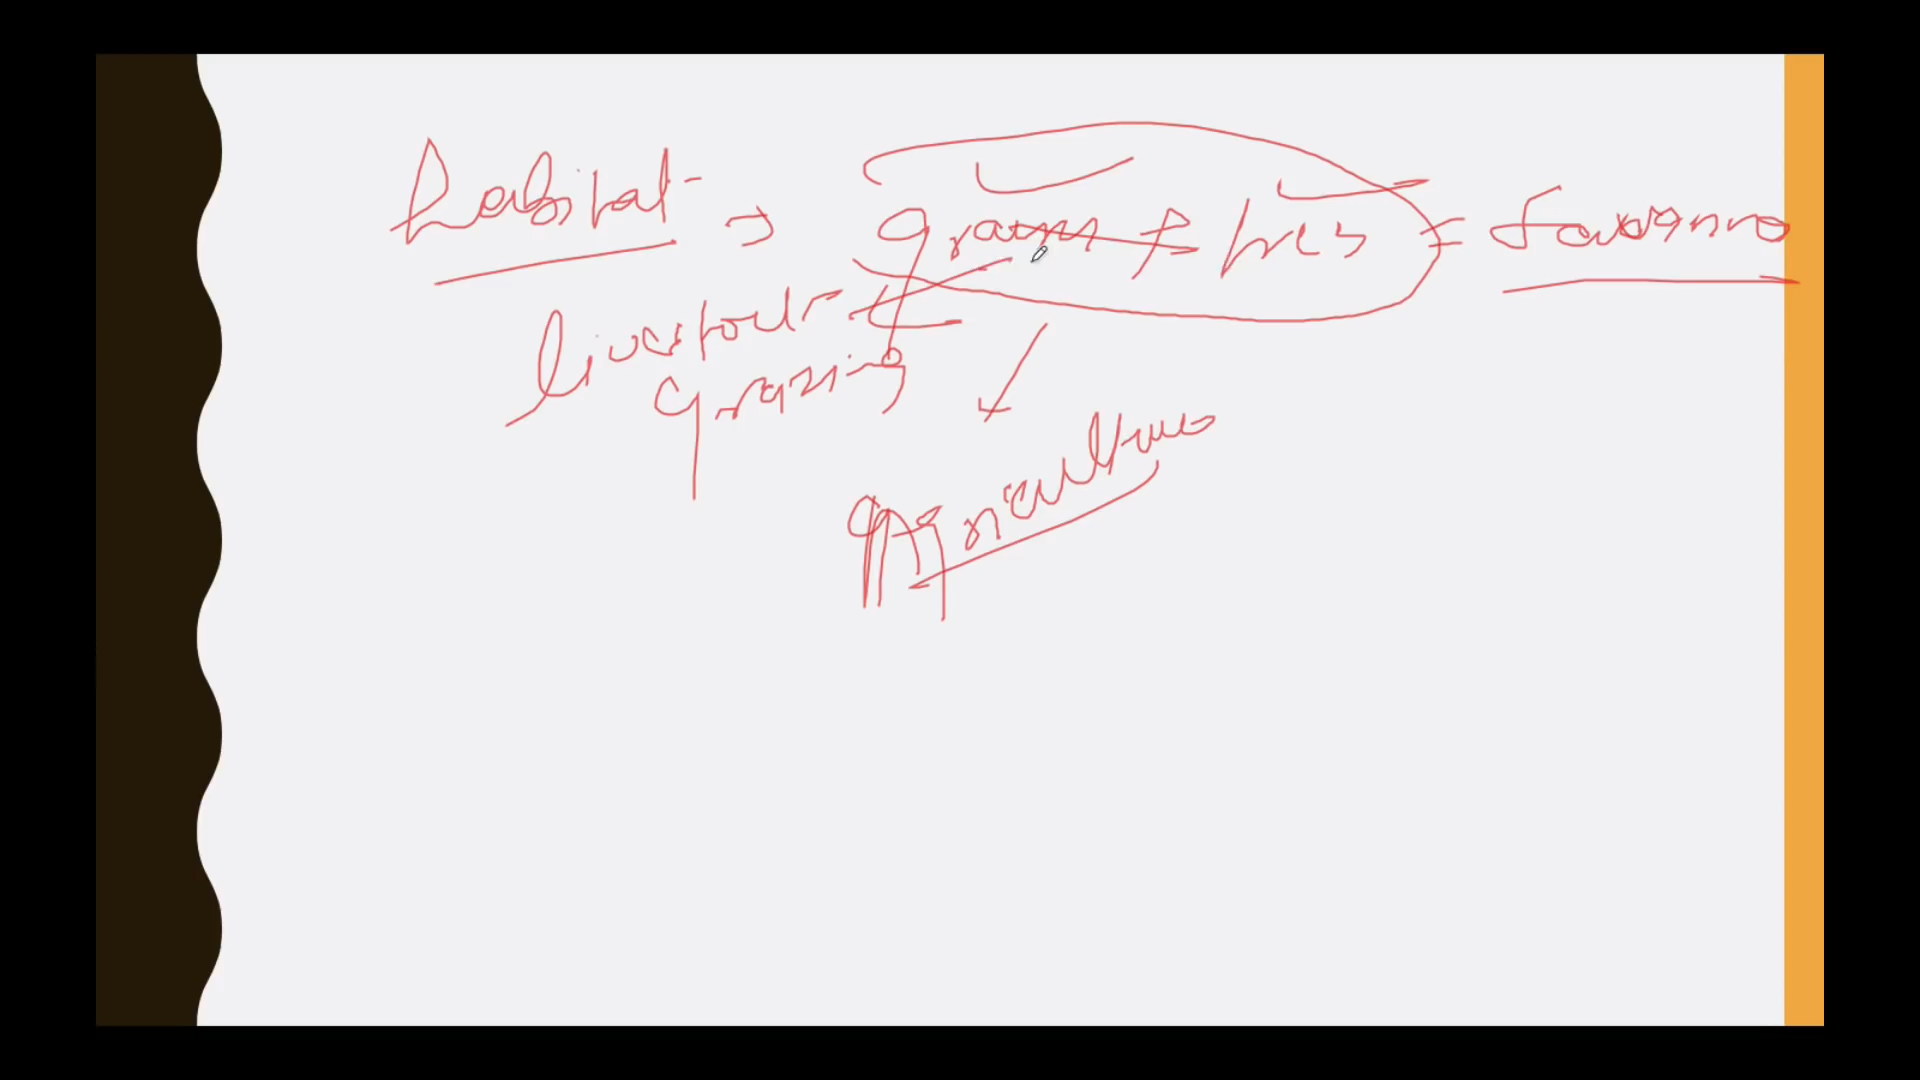 habitat → grass + trees = Savanna
livestock
grazing
Agriculture